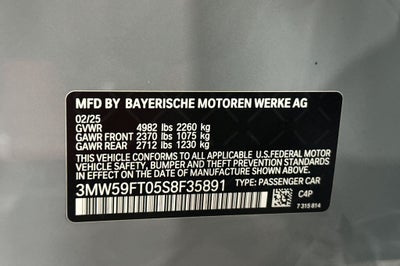 MFD BY BAYERISCHE MOTOREN WERKE AG
02/25
GVWR 4982 lbs 2260 kg
GAWR FRONT 2370 lbs 1075 kg
GAWR REAR 2712 lbs 1230 kg
THIS VEHICLE CONFORMS TO ALL APPLICABLE
U.S.FEDERAL MOTOR VEHICLE SAFETY, BUMPER,
AND THEFT PREVENTION STANDARDS IN EFFECT
ON THE DATE OF MANUFACTURE SHOWN ABOVE.
3MW59FT05S8F35891 TYPE: PASSENGER CAR
C4P
7 315 814